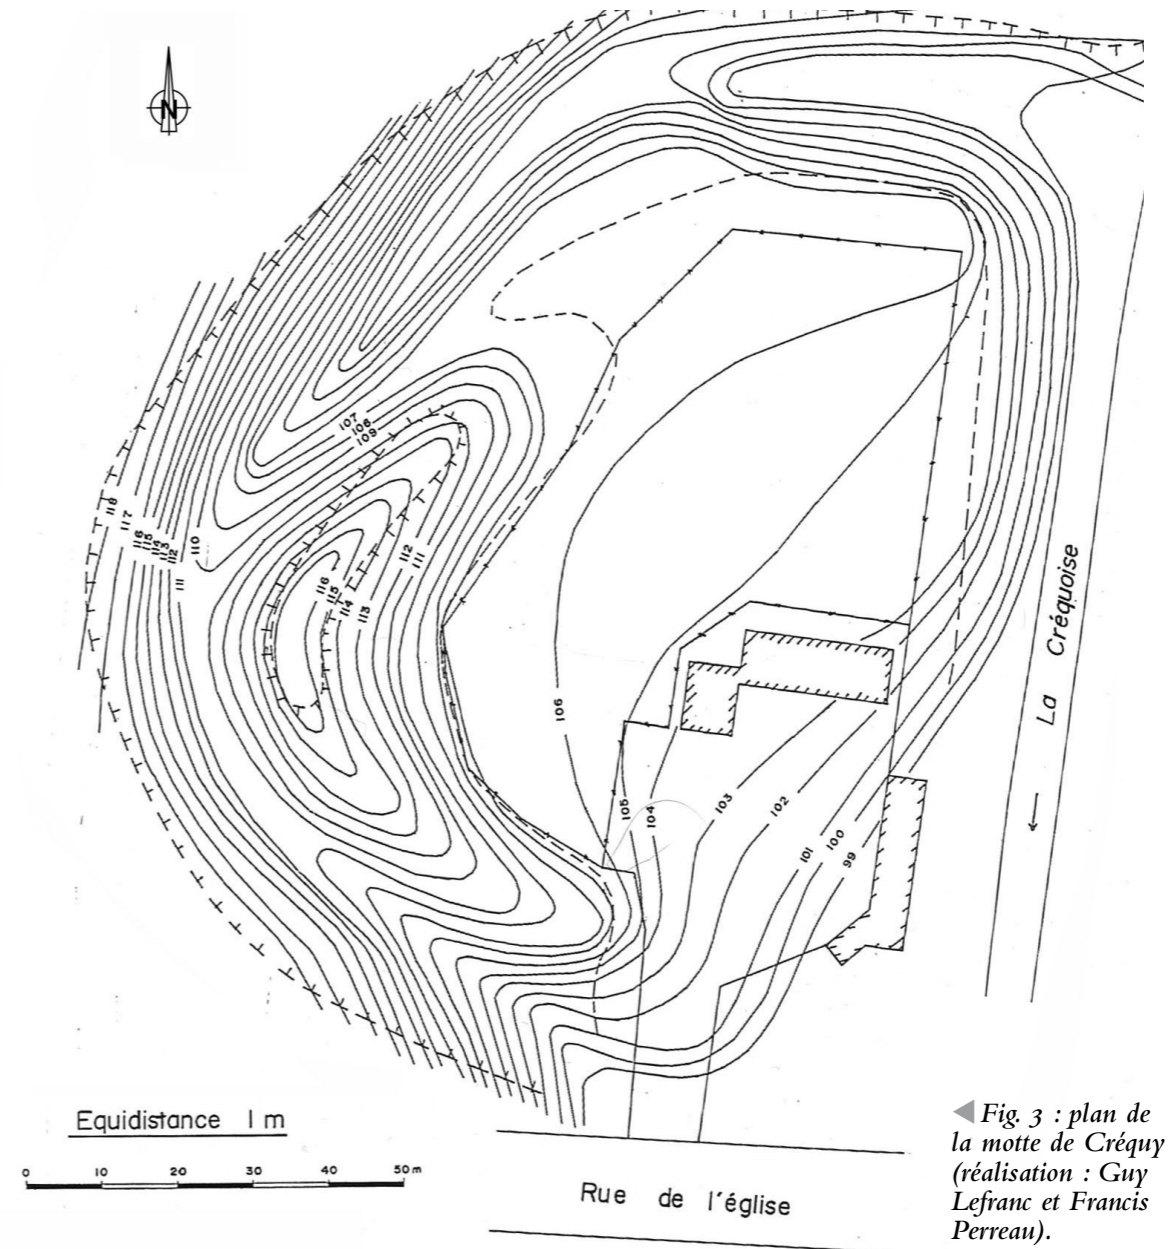 N
107
108
109
118
117
116
115
114
113
112
111
110
112
111
116
115
114
113
106
105
104
103
102
101
100
99
La Créquoise
Equidistance 1 m
0 10 20 30 40 50 m
Rue de l'église
◀ Fig. 3 : plan de
la motte de Créquy
(réalisation : Guy
Lefranc et Francis
Perreau).